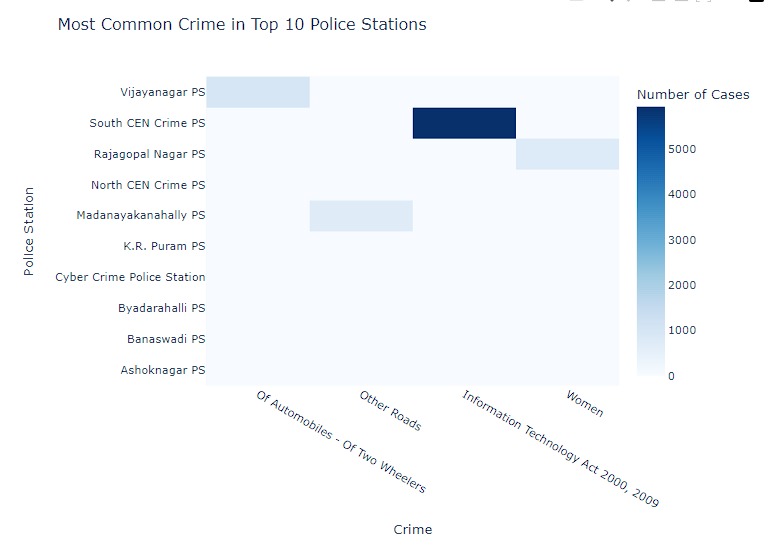 Most Common Crime in Top 10 Police Stations
Number of Cases
Vijayanagar PS
South CEN Crime PS
Rajagopal Nagar PS
North CEN Crime PS
Madanayakanahally PS
K.R. Puram PS
Cyber Crime Police Station
Byadarahalli PS
Banaswadi PS
Ashoknagar PS
Police Station
5000
4000
3000
2000
1000
0
Of Automobiles - Of Two Wheelers
Other Roads
Information Technology Act 2000, 2009
Women
Crime